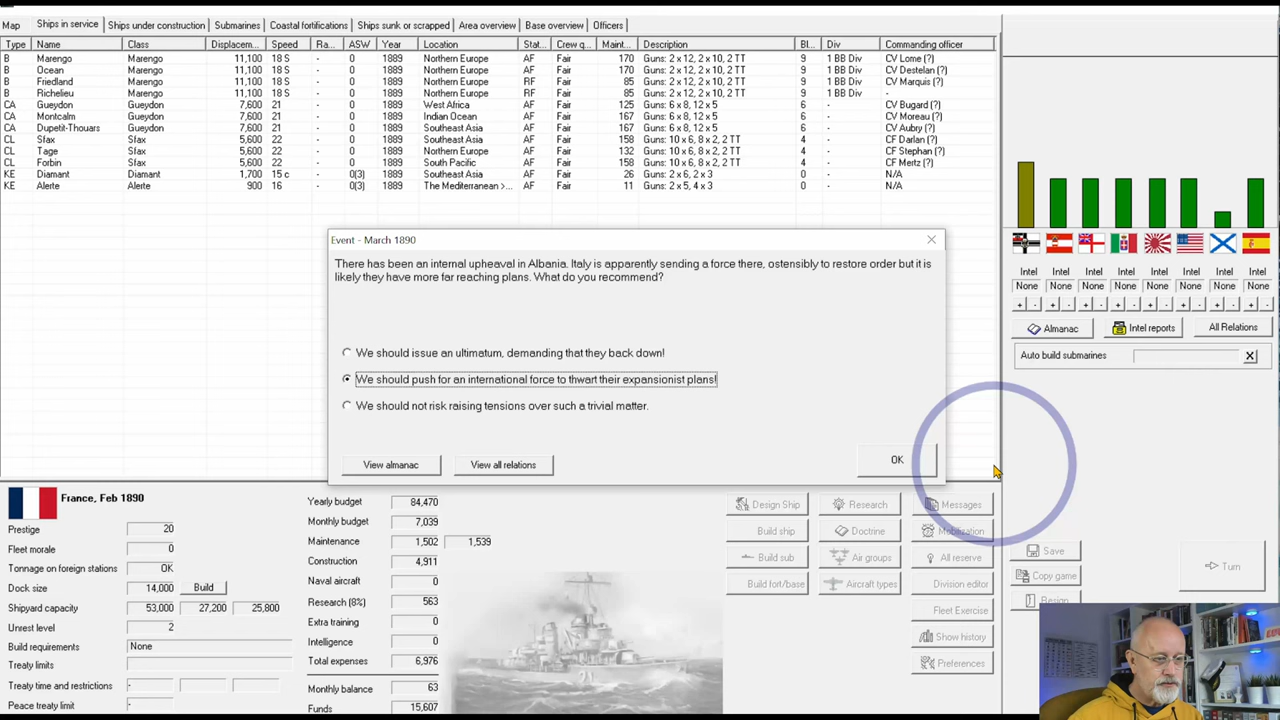 Map Ships in service Ships under construction Submarines Coastal fortifications Ships sunk or scrapped Area overview Base overview Officers
Type Name Class Displacem... Speed Ra... ASW Year Location Stat... Crew q... Maint... Description Bl... Div Commanding officer
B Marengo Marengo 11,100 18 S - 0 1889 Northern Europe AF Fair 170 Guns: 2 x 12, 2 x 10, 2 TT 9 1 BB Div CV Lome (?)
B Ocean Marengo 11,100 18 S - 0 1889 Northern Europe AF Fair 170 Guns: 2 x 12, 2 x 10, 2 TT 9 1 BB Div CV Destelan (?)
B Friedland Marengo 11,100 18 S - 0 1889 Northern Europe RF Fair 85 Guns: 2 x 12, 2 x 10, 2 TT 9 1 BB Div CV Marquis (?)
B Richelieu Marengo 11,100 18 S - 0 1889 Northern Europe RF Fair 85 Guns: 2 x 12, 2 x 10, 2 TT 9 1 BB Div -
CA Gueydon Gueydon 7,600 21 - 0 1889 West Africa AF Fair 125 Guns: 6 x 8, 12 x 5 6 - CV Bugard (?)
CA Montcalm Gueydon 7,600 21 - 0 1889 Indian Ocean AF Fair 167 Guns: 6 x 8, 12 x 5 6 - CV Moreau (?)
CA Dupetit-Thouars Gueydon 7,600 21 - 0 1889 Southeast Asia AF Fair 167 Guns: 6 x 8, 12 x 5 6 - CV Aubry (?)
CL Sfax Sfax 5,600 22 - 0 1889 Southeast Asia AF Fair 158 Guns: 10 x 6, 8 x 2, 2 TT 4 - CF Darlan (?)
CL Tage Sfax 5,600 22 - 0 1889 Northern Europe AF Fair 132 Guns: 10 x 6, 8 x 2, 2 TT 4 - CF Stephan (?)
CL Forbin Sfax 5,600 22 - 0 1889 South Pacific AF Fair 158 Guns: 10 x 6, 8 x 2, 2 TT 4 - CF Mertz (?)
KE Diamant Diamant 1,700 15 c - 0(3) 1889 Southeast Asia AF Fair 26 Guns: 2 x 6, 2 x 3 0 - N/A
KE Alerte Alerte 900 16 - 0(3) 1889 The Mediterranean >... AF Fair 11 Guns: 2 x 5, 4 x 3 0 - N/A
Event - March 1890
There has been an internal upheaval in Albania. Italy is apparently sending a force there, ostensibly to restore order but it is
likely they have more far reaching plans. What do you recommend?
We should issue an ultimatum, demanding that they back down!
We should push for an international force to thwart their expansionist plans!
We should not risk raising tensions over such a trivial matter.
View almanac View all relations OK
Intel Intel Intel Intel Intel Intel Intel Intel
None None None None None None None None
+ - + - + - + - + - + - + - + -
Almanac Intel reports All Relations
Auto build submarines X
France, Feb 1890
Prestige 20
Fleet morale 0
Tonnage on foreign stations OK
Dock size 14,000 Build
Shipyard capacity 53,000 27,200 25,800
Unrest level 2
Build requirements None
Treaty limits
Treaty time and restrictions -
Peace treaty limit -
Yearly budget 84,470
Monthly budget 7,039
Maintenance 1,502 1,539
Construction 4,911
Naval aircraft 0
Research (8%) 563
Extra training 0
Intelligence 0
Total expenses 6,976
Monthly balance 63
Funds 15,607
Design Ship Research Messages
Build ship Doctrine Mobilization
Build sub Air groups All reserve
Build fort/base Aircraft types Division editor
Fleet Exercise
Show history
Preferences
Save
Copy game
Resign
Turn